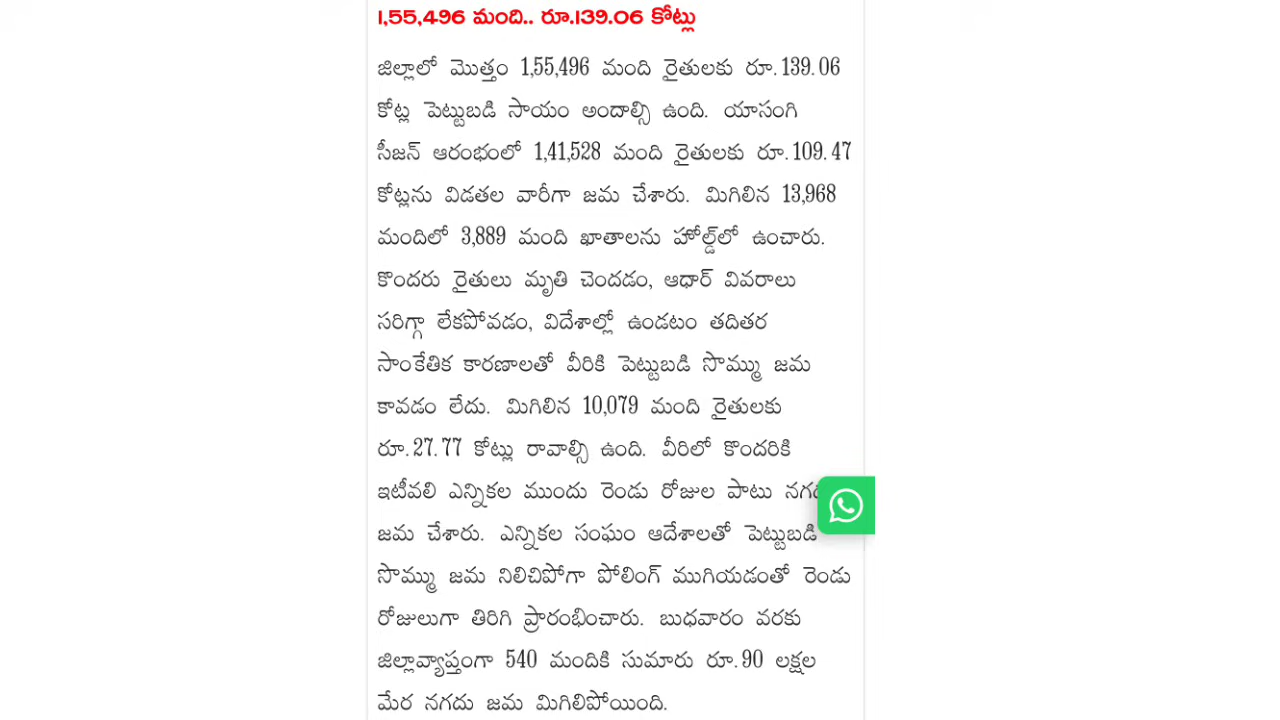 1,55,496 మంది.. రూ.139.06 కోట్లు
జిల్లాలో మొత్తం 1,55,496 మంది రైతులకు రూ.139.06
కోట్ల పెట్టుబడి సాయం అందాల్సి ఉంది. యాసంగి
సీజన్ ఆరంభంలో 1,41,528 మంది రైతులకు రూ.109.47
కోట్లను విడతల వారీగా జమ చేశారు. మిగిలిన 13,968
మందిలో 3,889 మంది ఖాతాలను హోల్డ్‌లో ఉంచారు.
కొందరు రైతులు మృతి చెందడం, ఆధార్ వివరాలు
సరిగ్గా లేకపోవడం, విదేశాల్లో ఉండటం తదితర
సాంకేతిక కారణాలతో వీరికి పెట్టుబడి సొమ్ము జమ
కావడం లేదు. మిగిలిన 10,079 మంది రైతులకు
రూ.27.77 కోట్లు రావాల్సి ఉంది. వీరిలో కొందరికి
ఇటీవలి ఎన్నికల ముందు రెండు రోజుల పాటు
జమ చేశారు. ఎన్నికల సంఘం ఆదేశాలతో పెట్టుబడి
సొమ్ము జమ నిలిచిపోగా పోలింగ్ ముగియడంతో రెండు
రోజులుగా తిరిగి ప్రారంభించారు. బుధవారం వరకు
జిల్లావ్యాప్తంగా 540 మందికి సుమారు రూ.90 లక్షల
మేర నగదు జమ మిగిలిపోయింది.